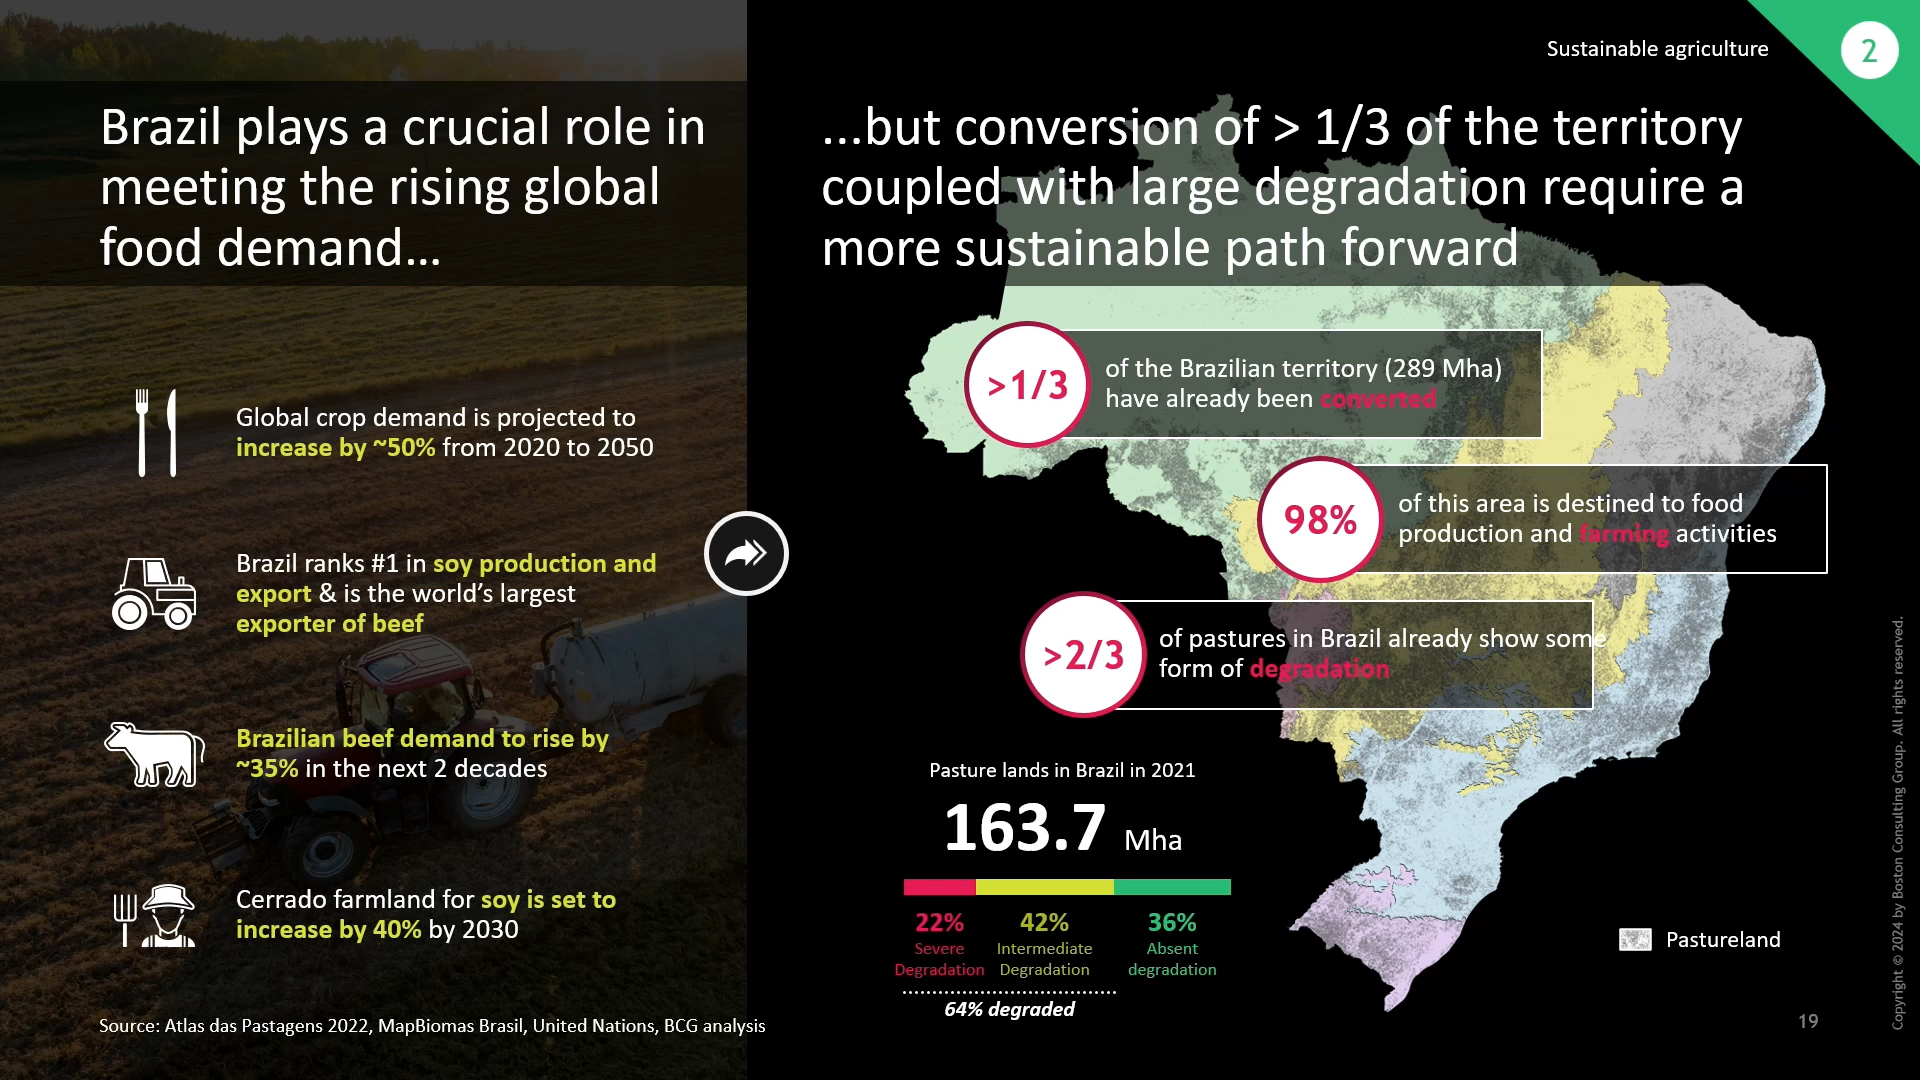 Sustainable agriculture
2
Brazil plays a crucial role in
meeting the rising global
food demand...
...but conversion of > 1/3 of the territory
coupled with large degradation require a
more sustainable path forward
Global crop demand is projected to
increase by ~50% from 2020 to 2050
Brazil ranks #1 in soy production and
export & is the world's largest
exporter of beef
Brazilian beef demand to rise by
~35% in the next 2 decades
Cerrado farmland for soy is set to
increase by 40% by 2030
>1/3
of the Brazilian territory (289 Mha)
have already been converted
98%
of this area is destined to food
production and farming activities
>2/3
of pastures in Brazil already show some
form of degradation
Pasture lands in Brazil in 2021
163.7 Mha
22%
Severe
Degradation
42%
Intermediate
Degradation
36%
Absent
degradation
64% degraded
Pastureland
Source: Atlas das Pastagens 2022, MapBiomas Brasil, United Nations, BCG analysis
19
Copyright © 2024 by Boston Consulting Group. All rights reserved.